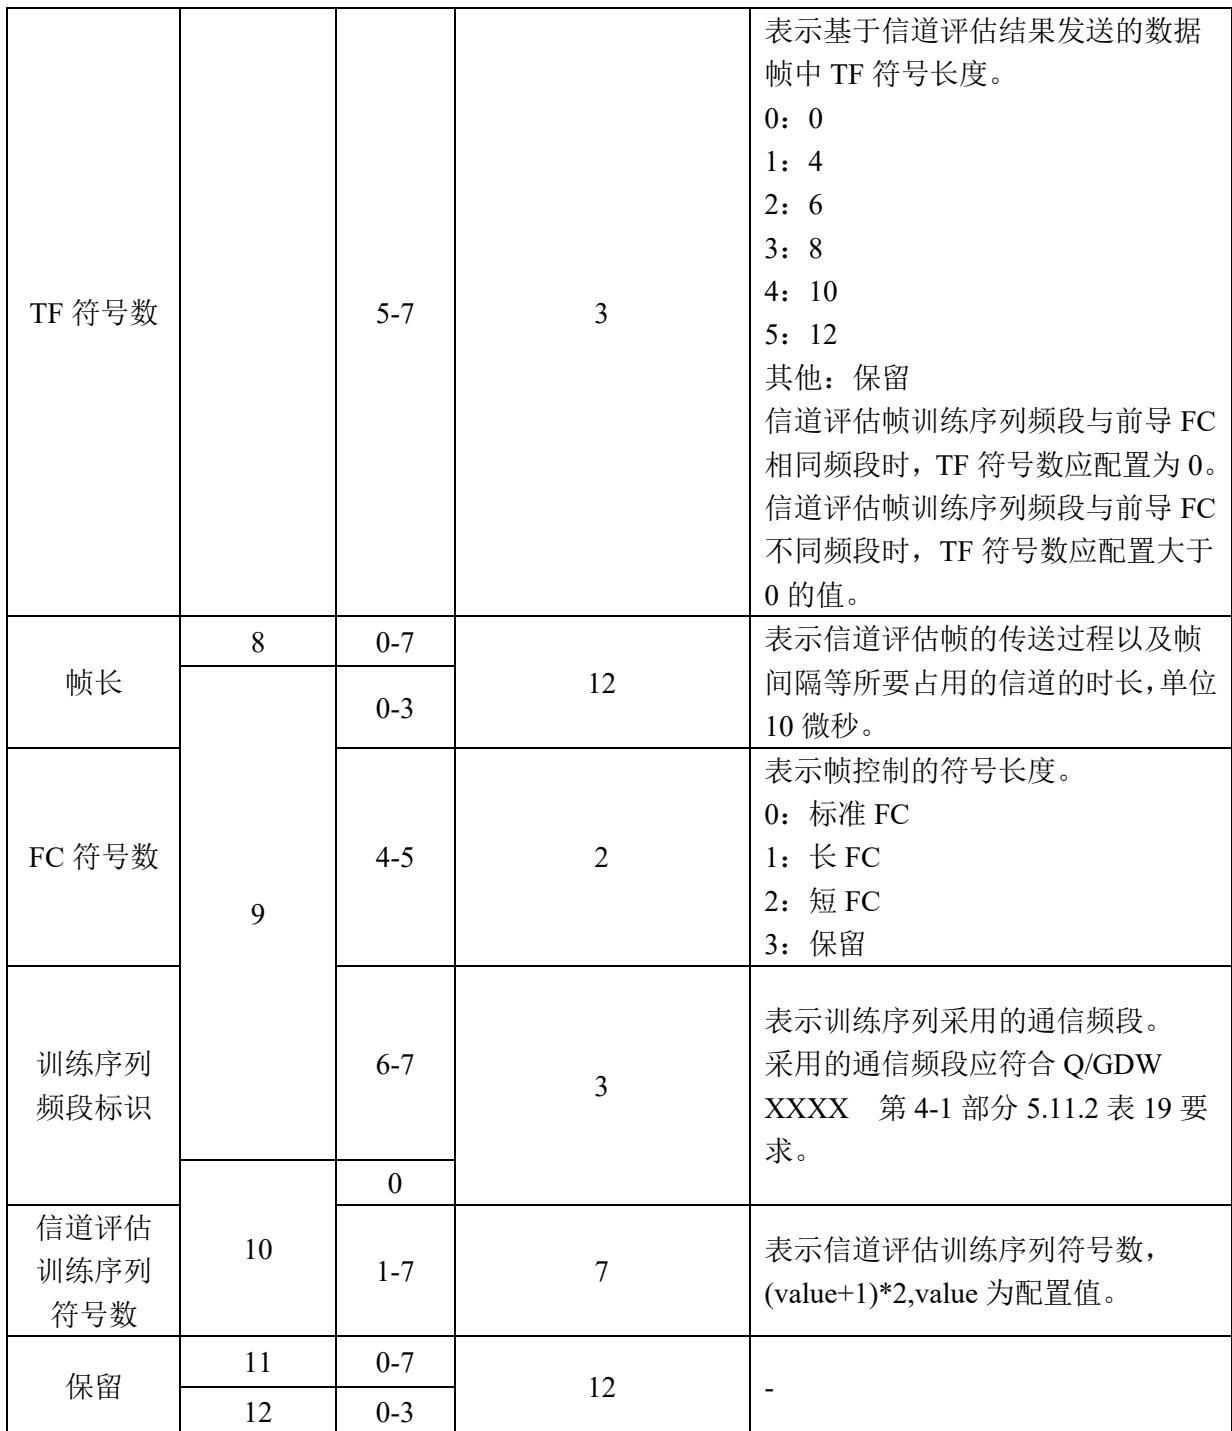 TF 符号数
5-7
3
表示基于信道评估结果发送的数据
帧中 TF 符号长度。
0：0
1：4
2：6
3：8
4：10
5：12
其他：保留
信道评估帧训练序列频段与前导 FC
相同频段时，TF 符号数应配置为 0。
信道评估帧训练序列频段与前导 FC
不同频段时，TF 符号数应配置大于
0 的值。
帧长
8
0-7
12
表示信道评估帧的传送过程以及帧
间隔等所要占用的信道的时长，单位
10 微秒。
9
0-3
FC 符号数
4-5
2
表示帧控制的符号长度。
0：标准 FC
1：长 FC
2：短 FC
3：保留
训练序列
频段标识
6-7
3
表示训练序列采用的通信频段。
采用的通信频段应符合 Q/GDW
XXXX　第 4-1 部分 5.11.2 表 19 要
求。
10
0
信道评估
训练序列
符号数
1-7
7
表示信道评估训练序列符号数，
(value+1)*2,value 为配置值。
保留
11
0-7
12
-
12
0-3